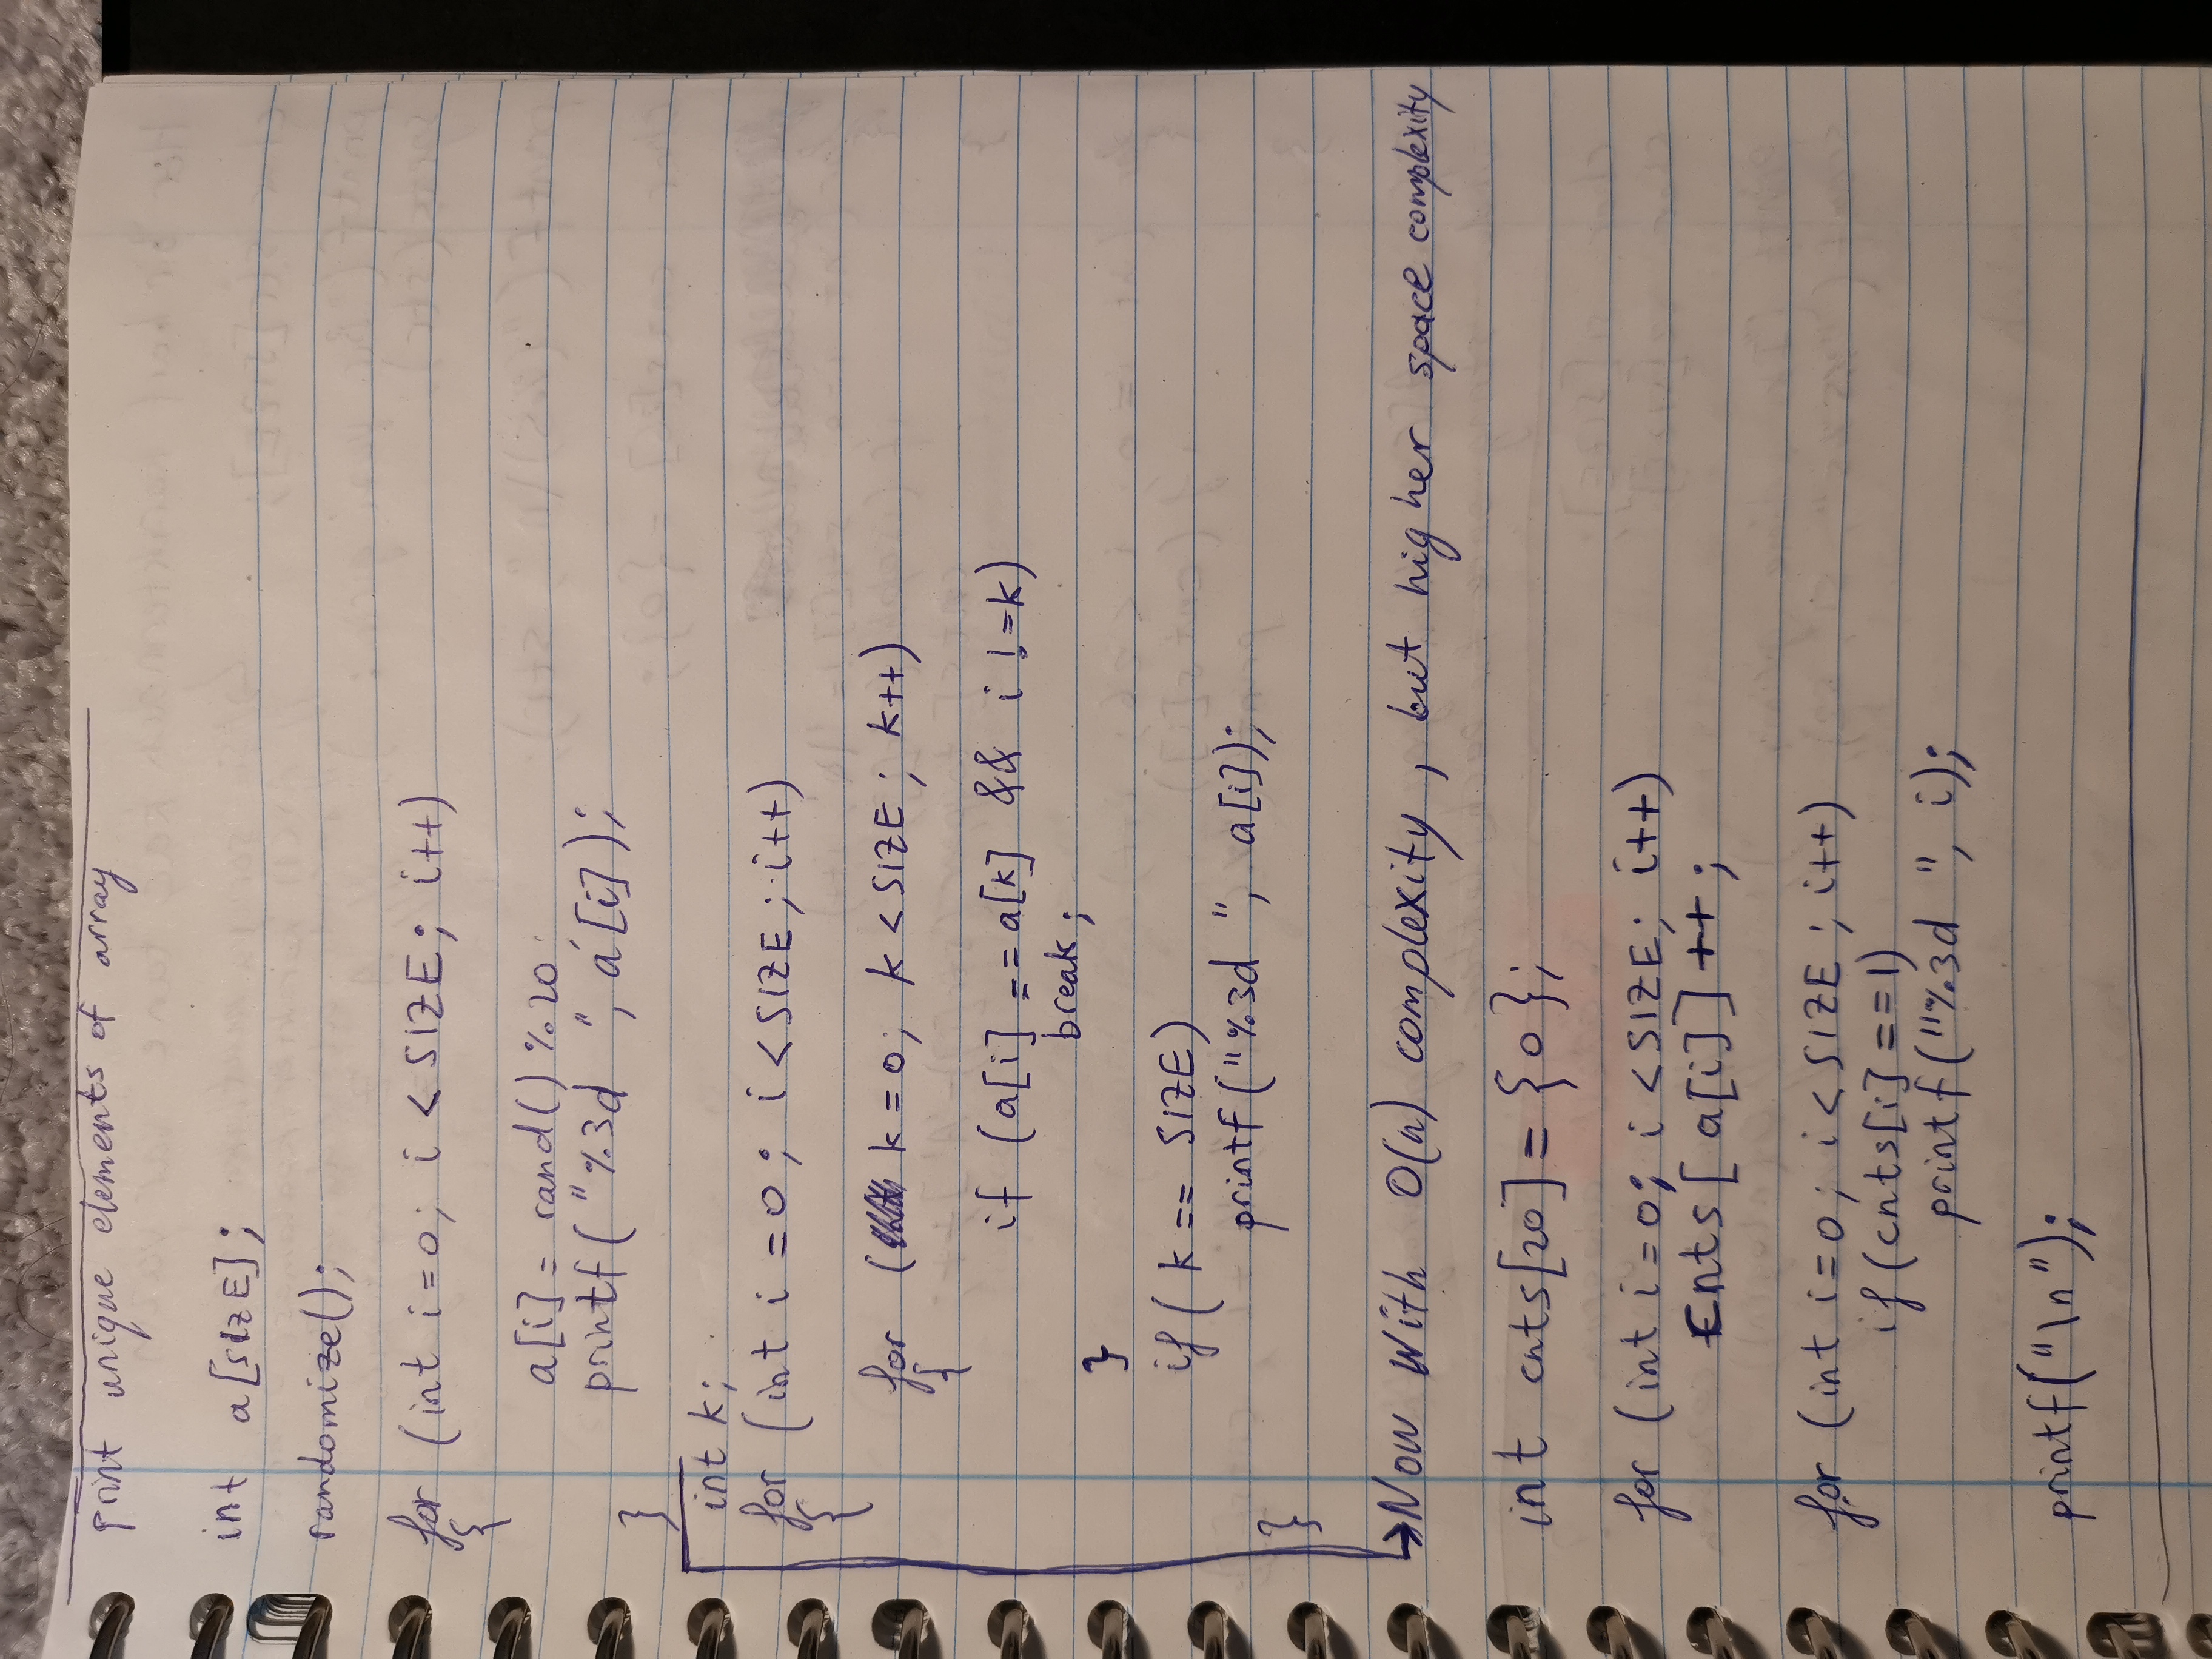 print unique elements of array
int a[SIZE];
randomize();
for (int i=0; i < SIZE; i++)
{
a[i] = rand() % 20;
printf("%3d ", a[i]);
}
int k;
for (int i = 0; i < SIZE; i++)
{
for ( k = 0; k < SIZE; k++)
{
if (a[i] == a[k] && i != k)
break;
}
if ( k == SIZE)
printf("%3d ", a[i]);
}
→ Now With O(n) complexity, but higher space complexity
int cnts[20] = {0};
for (int i=0; i < SIZE; i++)
cnts[a[i]]++;
for (int i=0; i < SIZE; i++)
if (cnts[i] == 1)
printf("%3d ", i);
printf("\n");